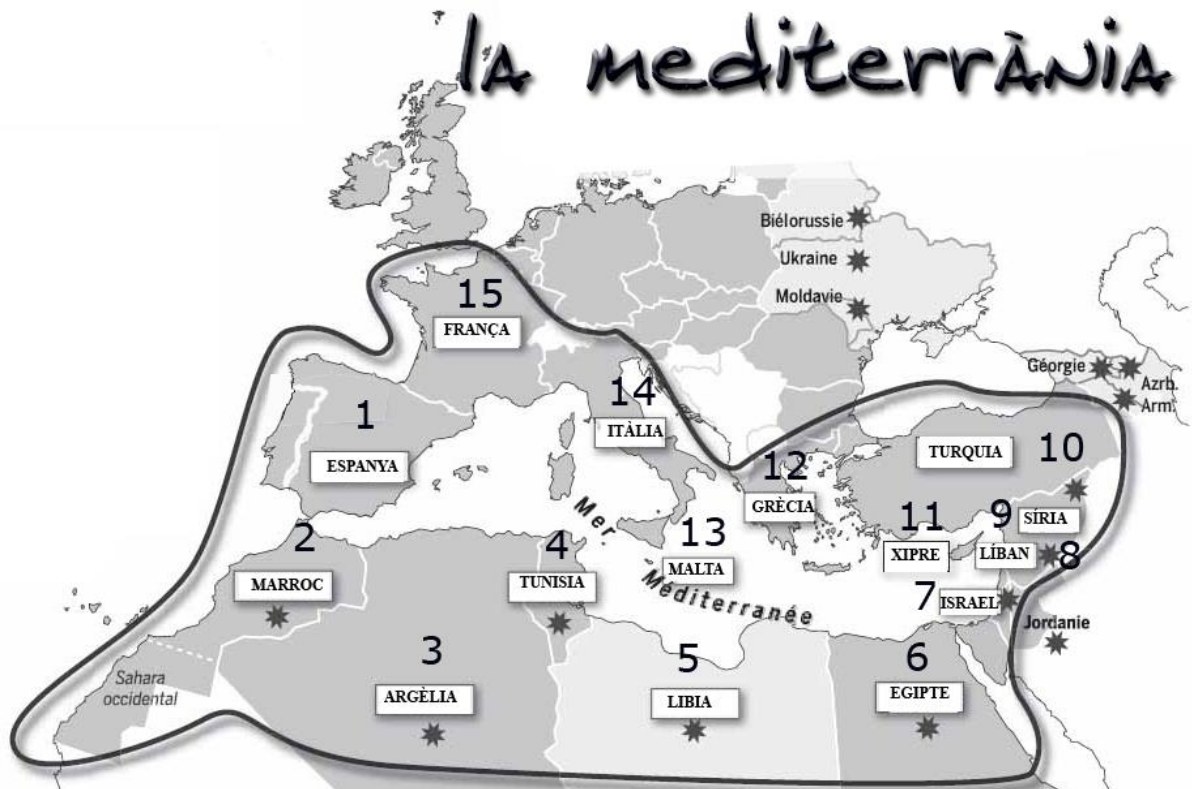 la mediterrània
Biélorussie
Ukraine
Moldavie
15
FRANÇA
Géorgie
Azrb.
Arm.
14
ITÀLIA
1
ESPANYA
12
GRÈCIA
TURQUIA
10
2
MARROC
4
TUNISIA
Mer
Méditerranée
13
MALTA
11
XIPRE
9
SÍRIA
LÍBAN
8
7
ISRAEL
Jordanie
3
ARGÈLIA
5
LIBIA
6
EGIPTE
Sahara
occidental